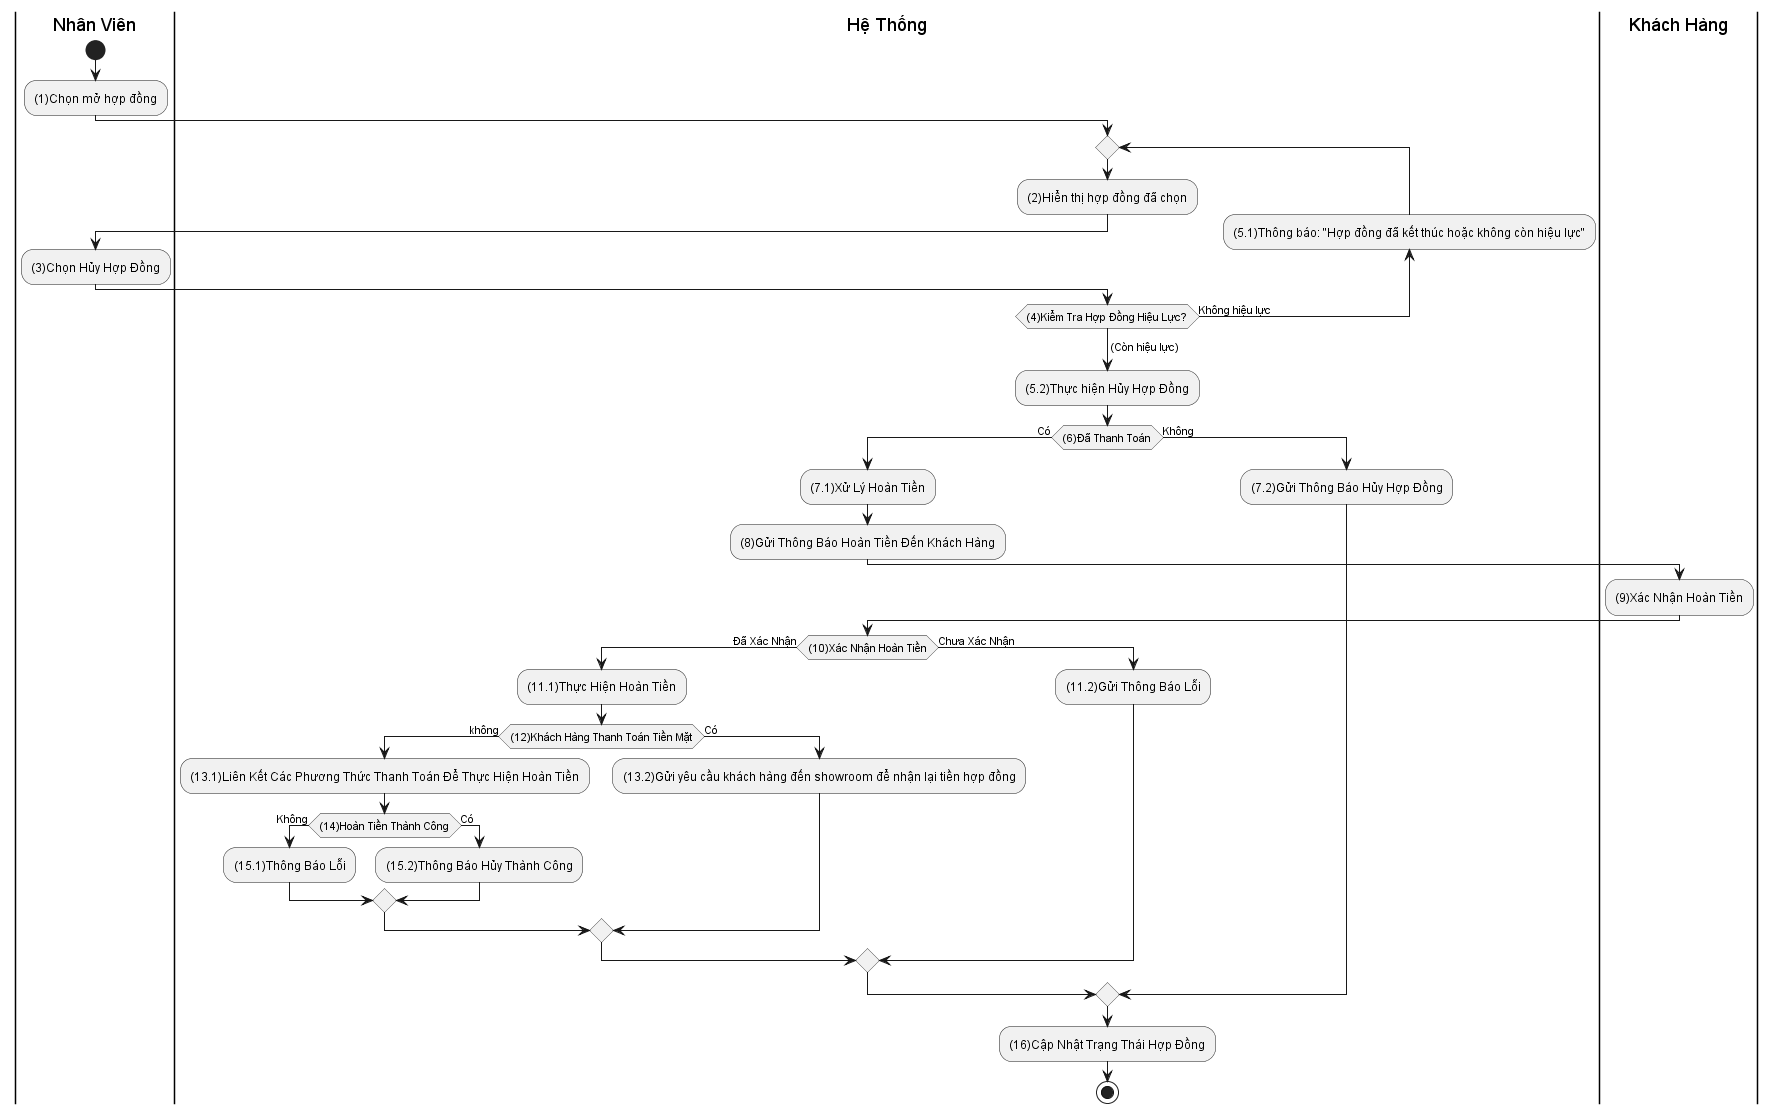 Nhân Viên
Hệ Thống
Khách Hàng
(1)Chọn mở hợp đồng
(2)Hiển thị hợp đồng đã chọn
(5.1)Thông báo: "Hợp đồng đã kết thúc hoặc không còn hiệu lực"
(3)Chọn Hủy Hợp Đồng
(4)Kiểm Tra Hợp Đồng Hiệu Lực?
Không hiệu lực
(Còn hiệu lực)
(5.2)Thực hiện Hủy Hợp Đồng
Có
(6)Đã Thanh Toán
Không
(7.1)Xử Lý Hoàn Tiền
(7.2)Gửi Thông Báo Hủy Hợp Đồng
(8)Gửi Thông Báo Hoàn Tiền Đến Khách Hàng
(9)Xác Nhận Hoàn Tiền
Đã Xác Nhận
(10)Xác Nhận Hoàn Tiền
Chưa Xác Nhận
(11.1)Thực Hiện Hoàn Tiền
(11.2)Gửi Thông Báo Lỗi
không
(12)Khách Hàng Thanh Toán Tiền Mặt
Có
(13.1)Liên Kết Các Phương Thức Thanh Toán Để Thực Hiện Hoàn Tiền
(13.2)Gửi yêu cầu khách hàng đến showroom để nhận lại tiền hợp đồng
Không
(14)Hoàn Tiền Thành Công
Có
(15.1)Thông Báo Lỗi
(15.2)Thông Báo Hủy Thành Công
(16)Cập Nhật Trạng Thái Hợp Đồng